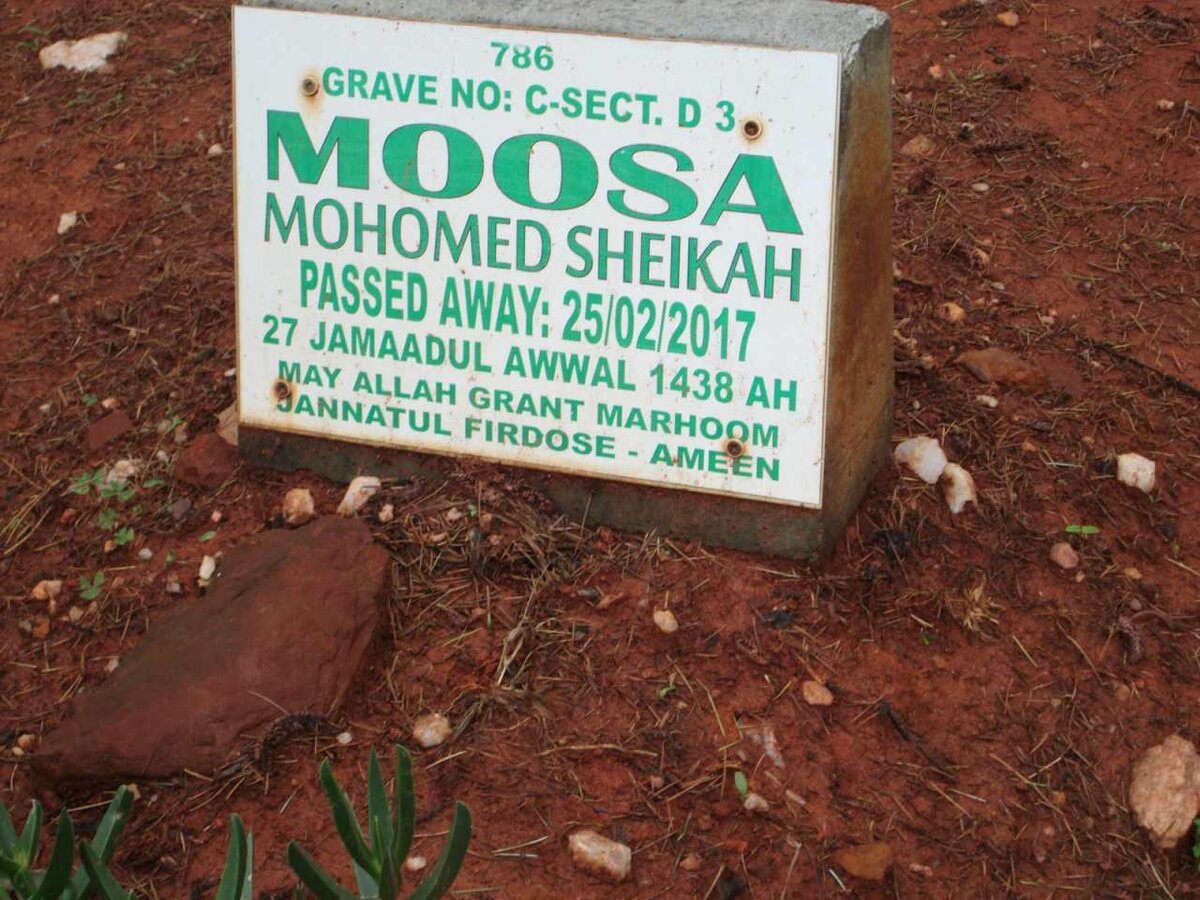 786
GRAVE NO: C-SECT. D 3
MOOSA
MOHOMED SHEIKAH
PASSED AWAY: 25/02/2017
27 JAMAADUL AWWAL 1438 AH
MAY ALLAH GRANT MARHOOM
JANNATUL FIRDOSE - AMEEN